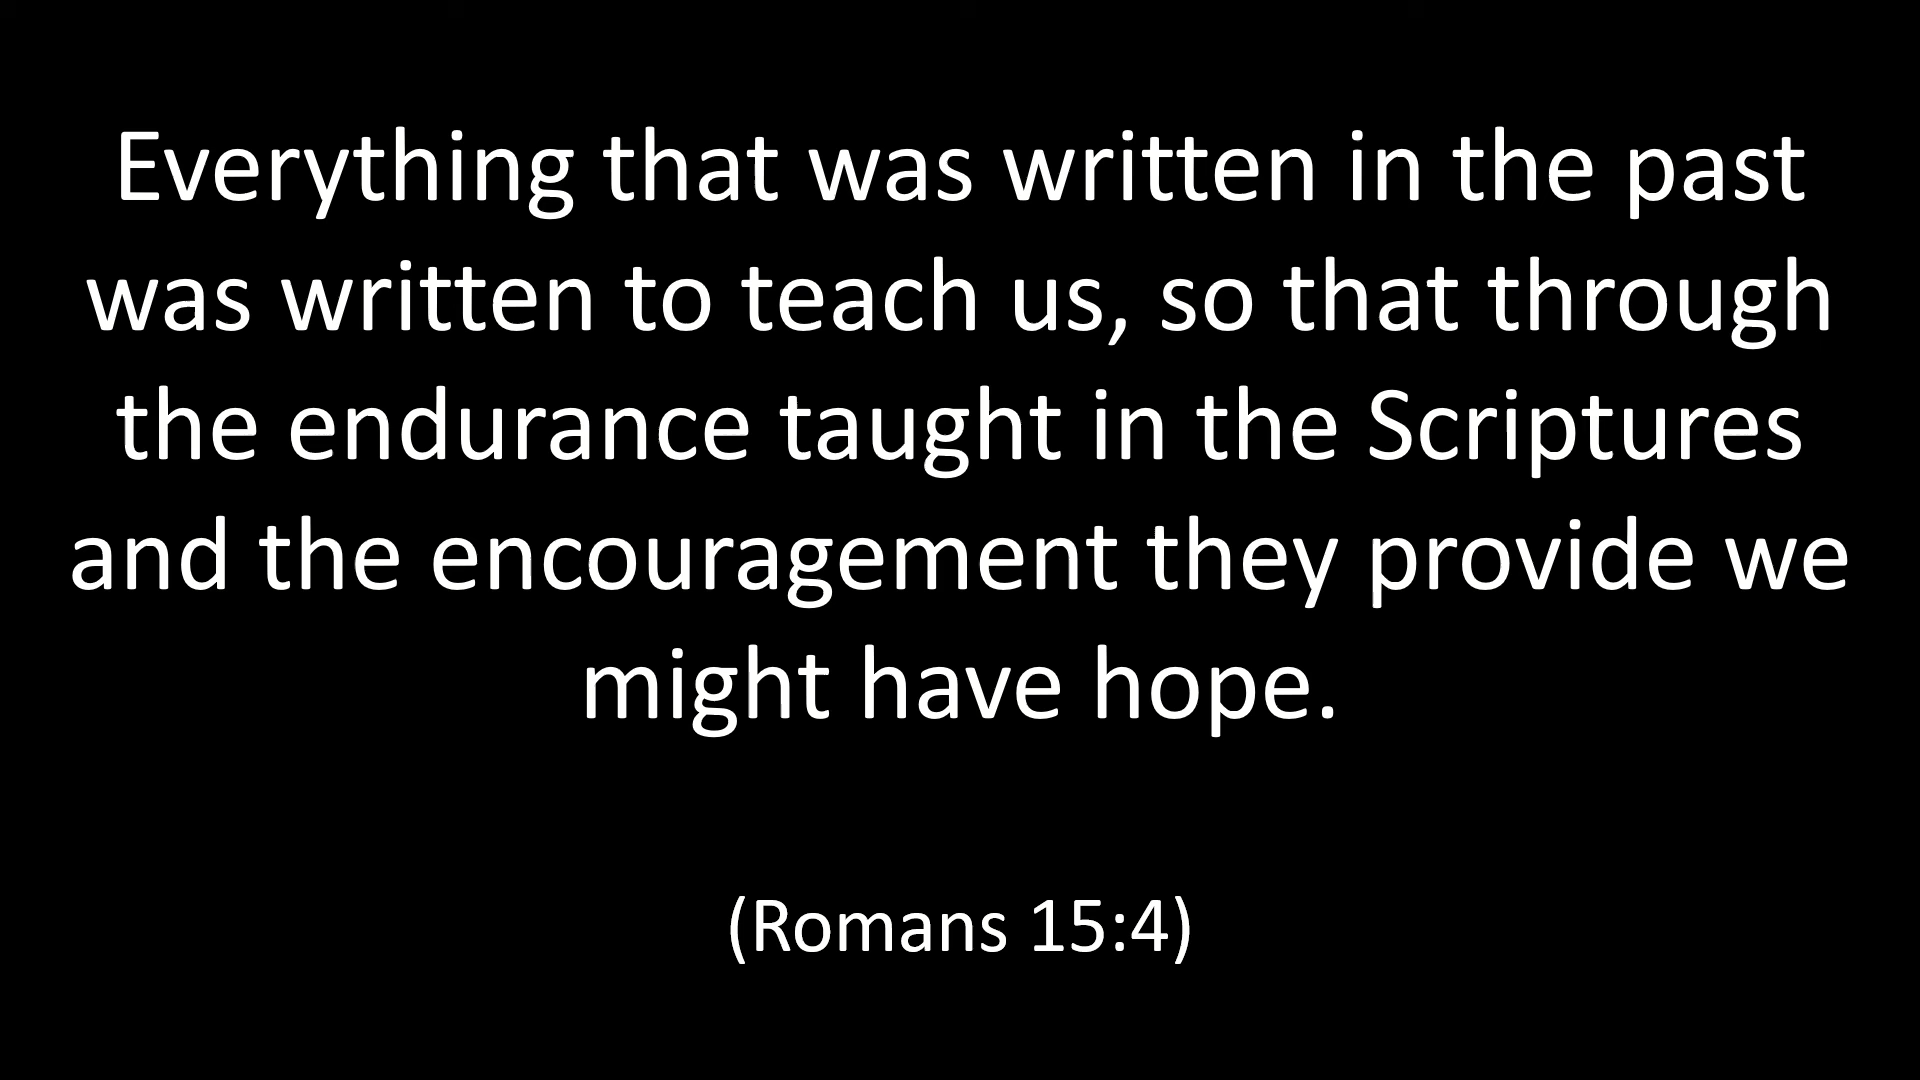 Everything that was written in the past
was written to teach us, so that through
the endurance taught in the Scriptures
and the encouragement they provide we
might have hope.
(Romans 15:4)